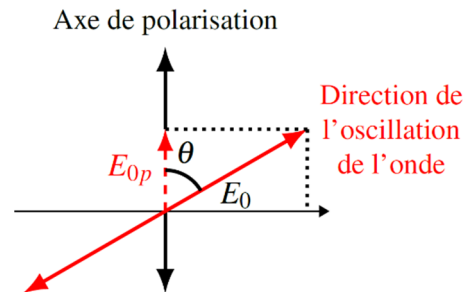 Axe de polarisation
Direction de
l'oscillation
de l'onde
θ
E₀ₚ
E₀